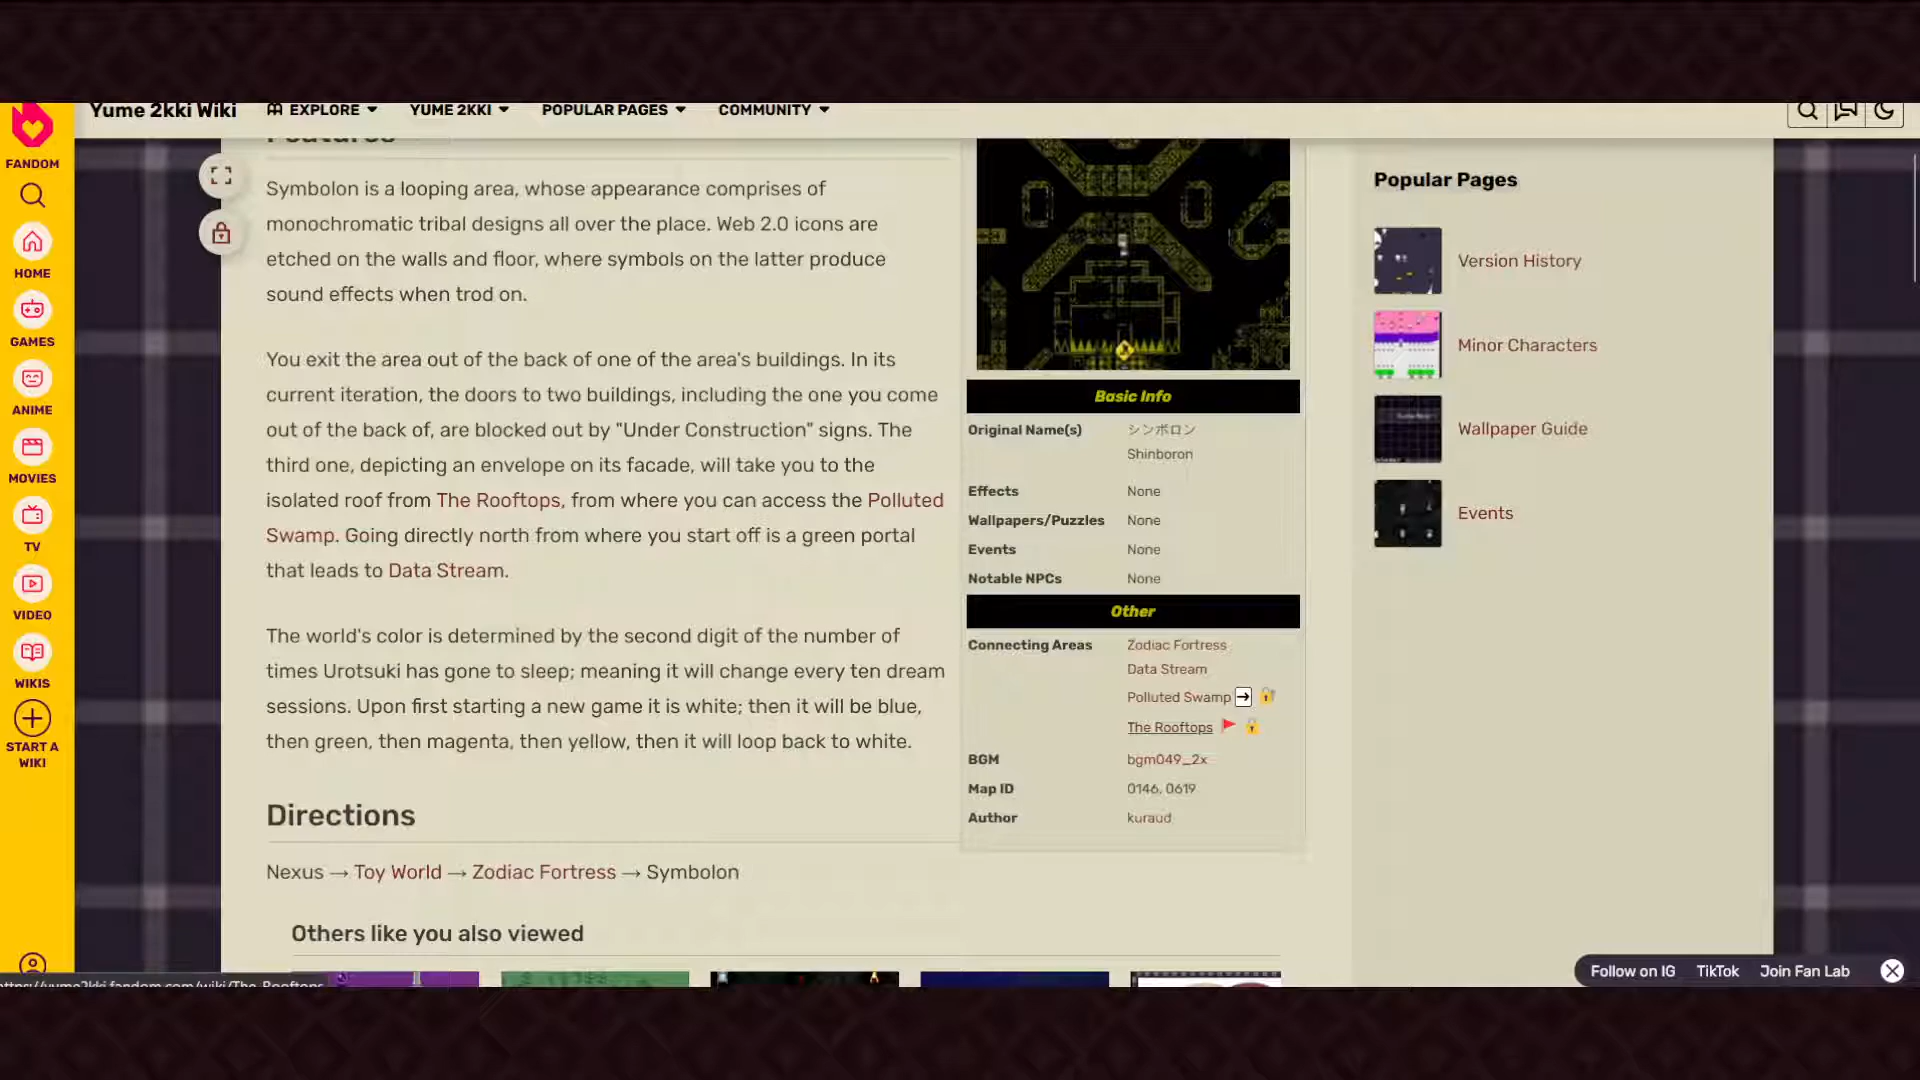 Yume 2kki Wiki
EXPLORE
YUME 2KKI
POPULAR PAGES
COMMUNITY
FANDOM
HOME
GAMES
ANIME
MOVIES
TV
VIDEO
WIKIS
START A
WIKI
Features
Symbolon is a looping area, whose appearance comprises of
monochromatic tribal designs all over the place. Web 2.0 icons are
etched on the walls and floor, where symbols on the latter produce
sound effects when trod on.
You exit the area out of the back of one of the area's buildings. In its
current iteration, the doors to two buildings, including the one you come
out of the back of, are blocked out by "Under Construction" signs. The
third one, depicting an envelope on its facade, will take you to the
isolated roof from The Rooftops, from where you can access the Polluted
Swamp. Going directly north from where you start off is a green portal
that leads to Data Stream.
The world's color is determined by the second digit of the number of
times Urotsuki has gone to sleep; meaning it will change every ten dream
sessions. Upon first starting a new game it is white; then it will be blue,
then green, then magenta, then yellow, then it will loop back to white.
Directions
Nexus → Toy World → Zodiac Fortress → Symbolon
Others like you also viewed
Basic Info
Original Name(s) シンボロン
Shinboron
Effects None
Wallpapers/Puzzles None
Events None
Notable NPCs None
Other
Connecting Areas Zodiac Fortress
Data Stream
Polluted Swamp
The Rooftops
BGM bgm049_2x
Map ID 0146, 0619
Author kuraud
Popular Pages
Version History
Minor Characters
Wallpaper Guide
Events
Follow on IG TikTok Join Fan Lab
https://yume2kki.fandom.com/wiki/The_Rooftops